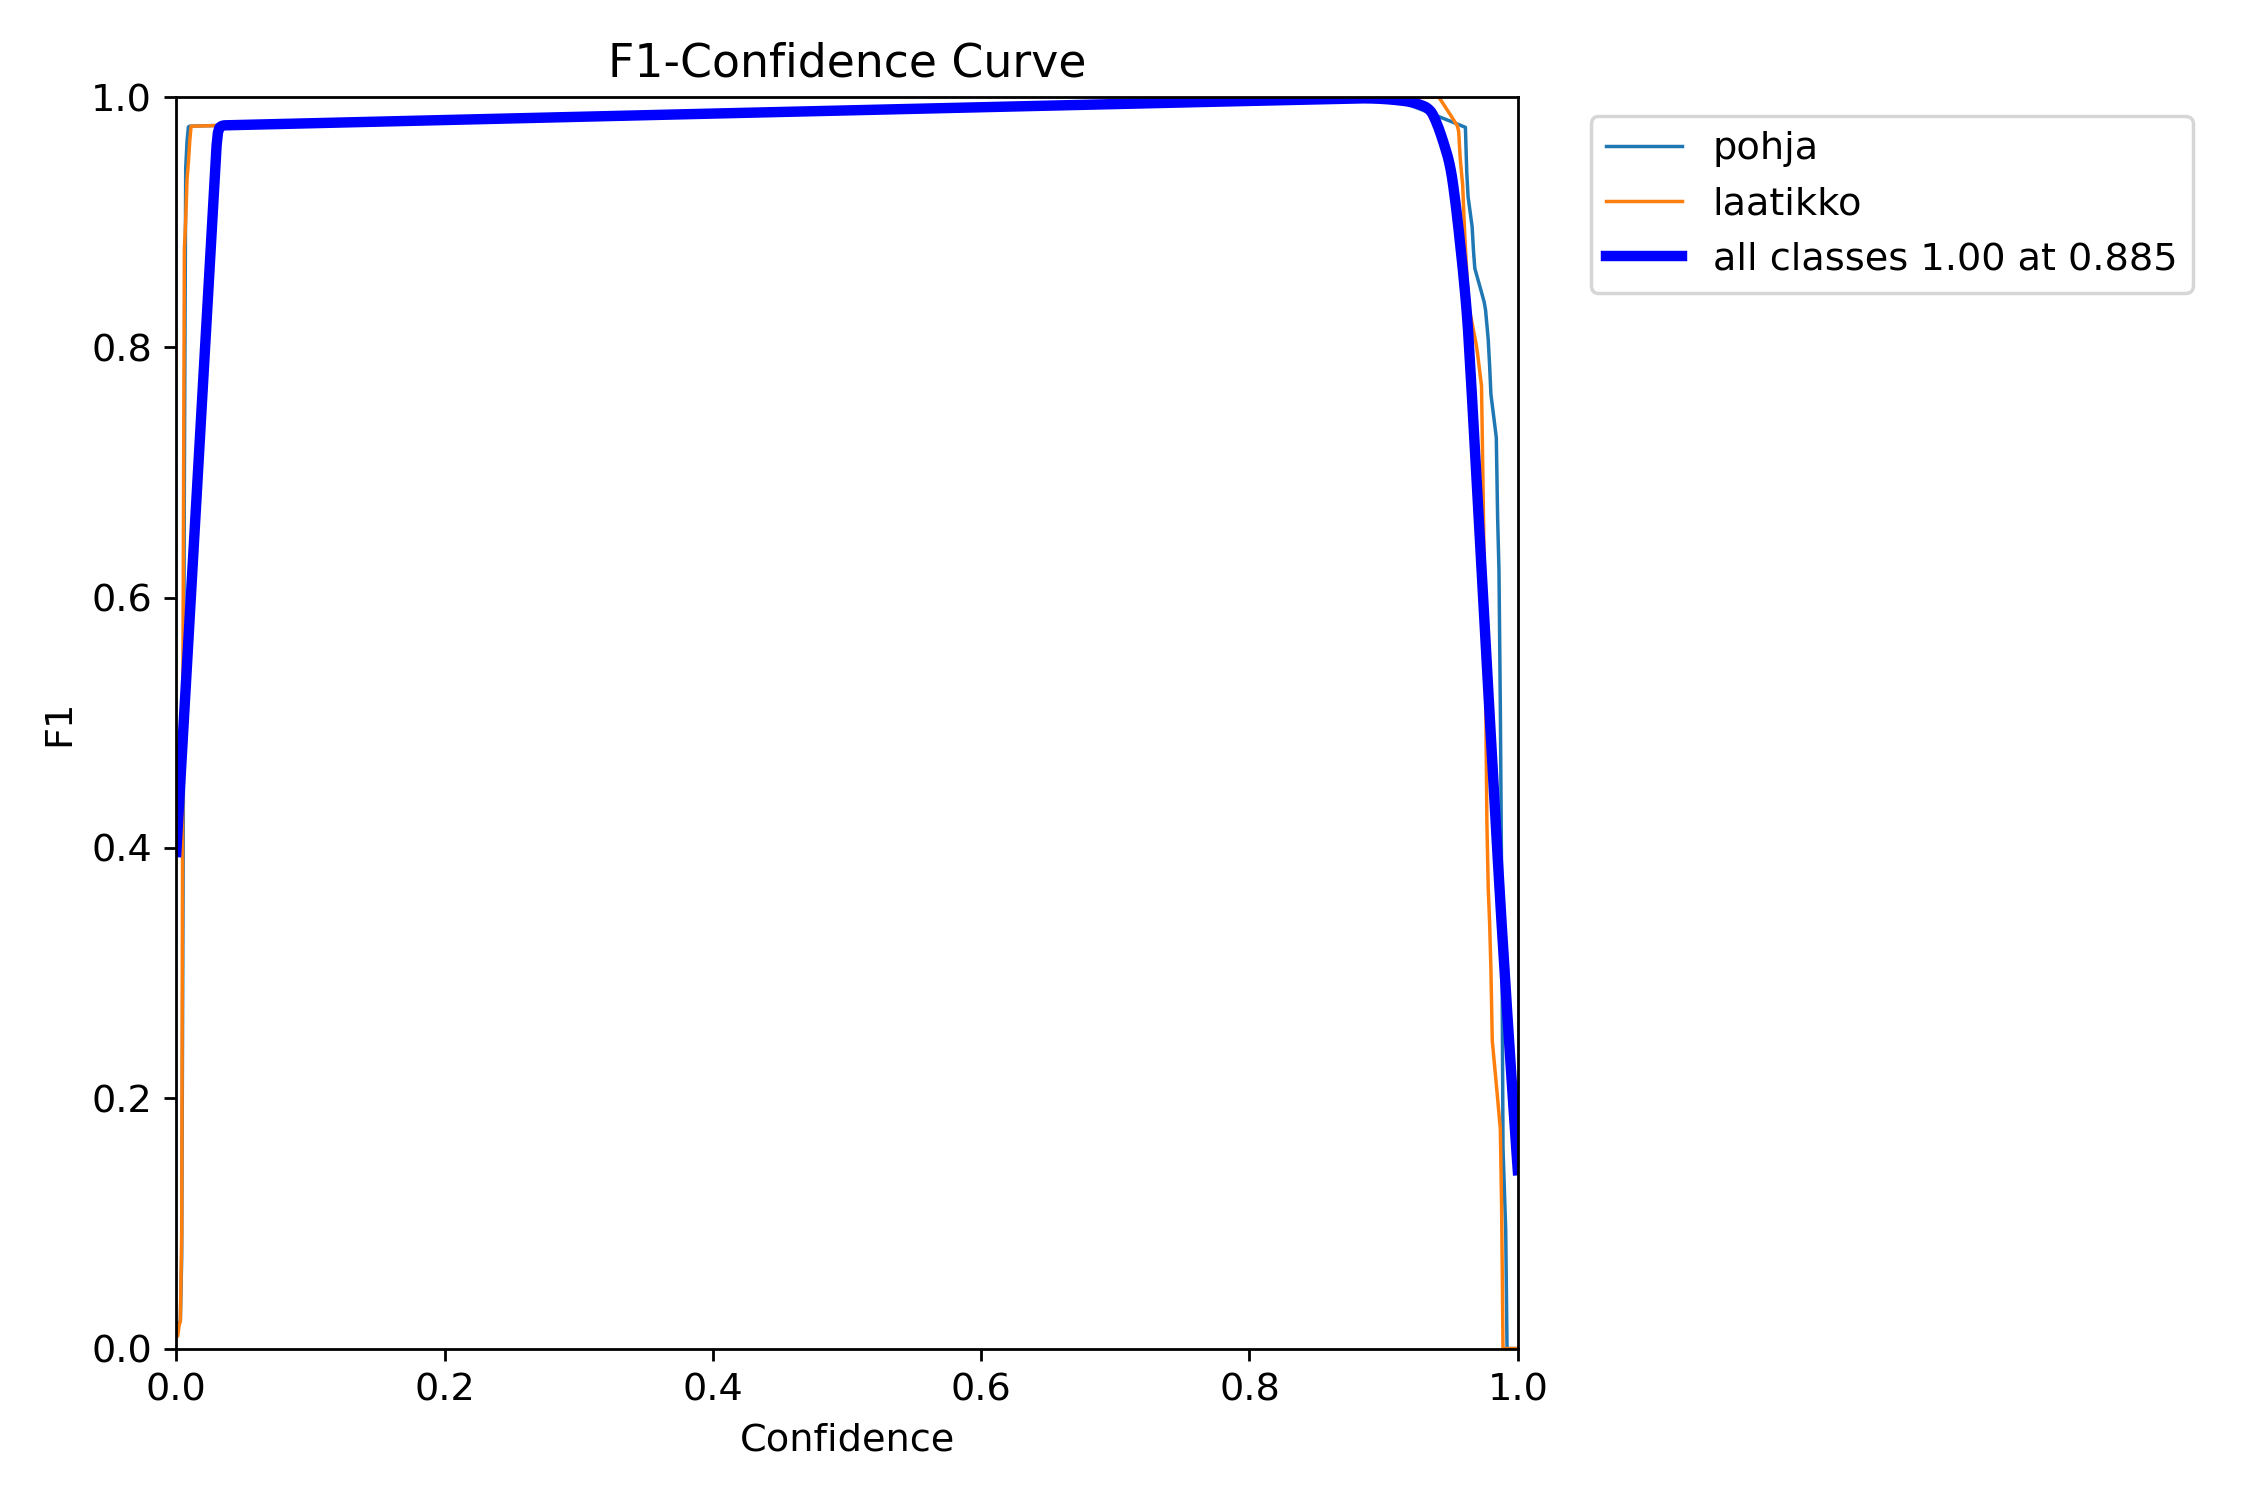 F1-Confidence Curve
1.0
0.8
0.6
0.4
0.2
0.0
F1
0.0 0.2 0.4 0.6 0.8 1.0
Confidence
pohja
laatikko
all classes 1.00 at 0.885